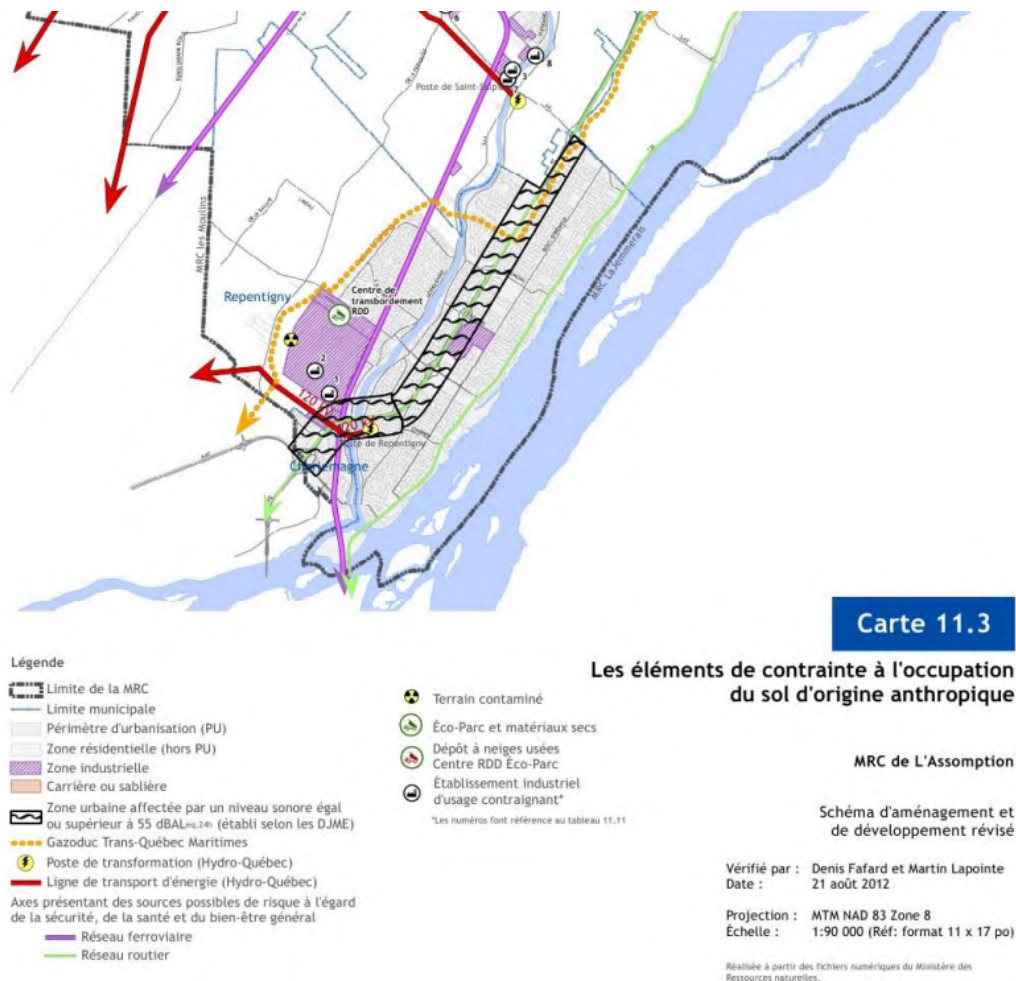 8
3
7
Poste de Saint-Sulpice
MRC les Moulins
MRC LaJemmerais
Repentigny
Centre de
transbordement
RDD
2
1
120 kV
Poste de Repentigny
Charlemagne
Carte 11.3
Les éléments de contrainte à l'occupation
du sol d'origine anthropique
MRC de L'Assomption
Schéma d'aménagement et
de développement révisé
Vérifié par : Denis Fafard et Martin Lapointe
Date : 21 août 2012
Projection : MTM NAD 83 Zone 8
Échelle : 1:90 000 (Réf: format 11 x 17 po)
Réalisée à partir des fichiers numériques du Ministère des
Ressources naturelles.
Légende
Limite de la MRC
Limite municipale
Périmètre d'urbanisation (PU)
Zone résidentielle (hors PU)
Zone industrielle
Carrière ou sablière
Zone urbaine affectée par un niveau sonore égal
ou supérieur à 55 dBALeq.24h (établi selon les DJME)
Gazoduc Trans-Québec Maritimes
Poste de transformation (Hydro-Québec)
Ligne de transport d'énergie (Hydro-Québec)
Axes présentant des sources possibles de risque à l'égard
de la sécurité, de la santé et du bien-être général
Réseau ferroviaire
Réseau routier
Terrain contaminé
Éco-Parc et matériaux secs
Dépôt à neiges usées
Centre RDD Éco-Parc
Établissement industriel
d'usage contraignant*
*Les numéros font référence au tableau 11.11